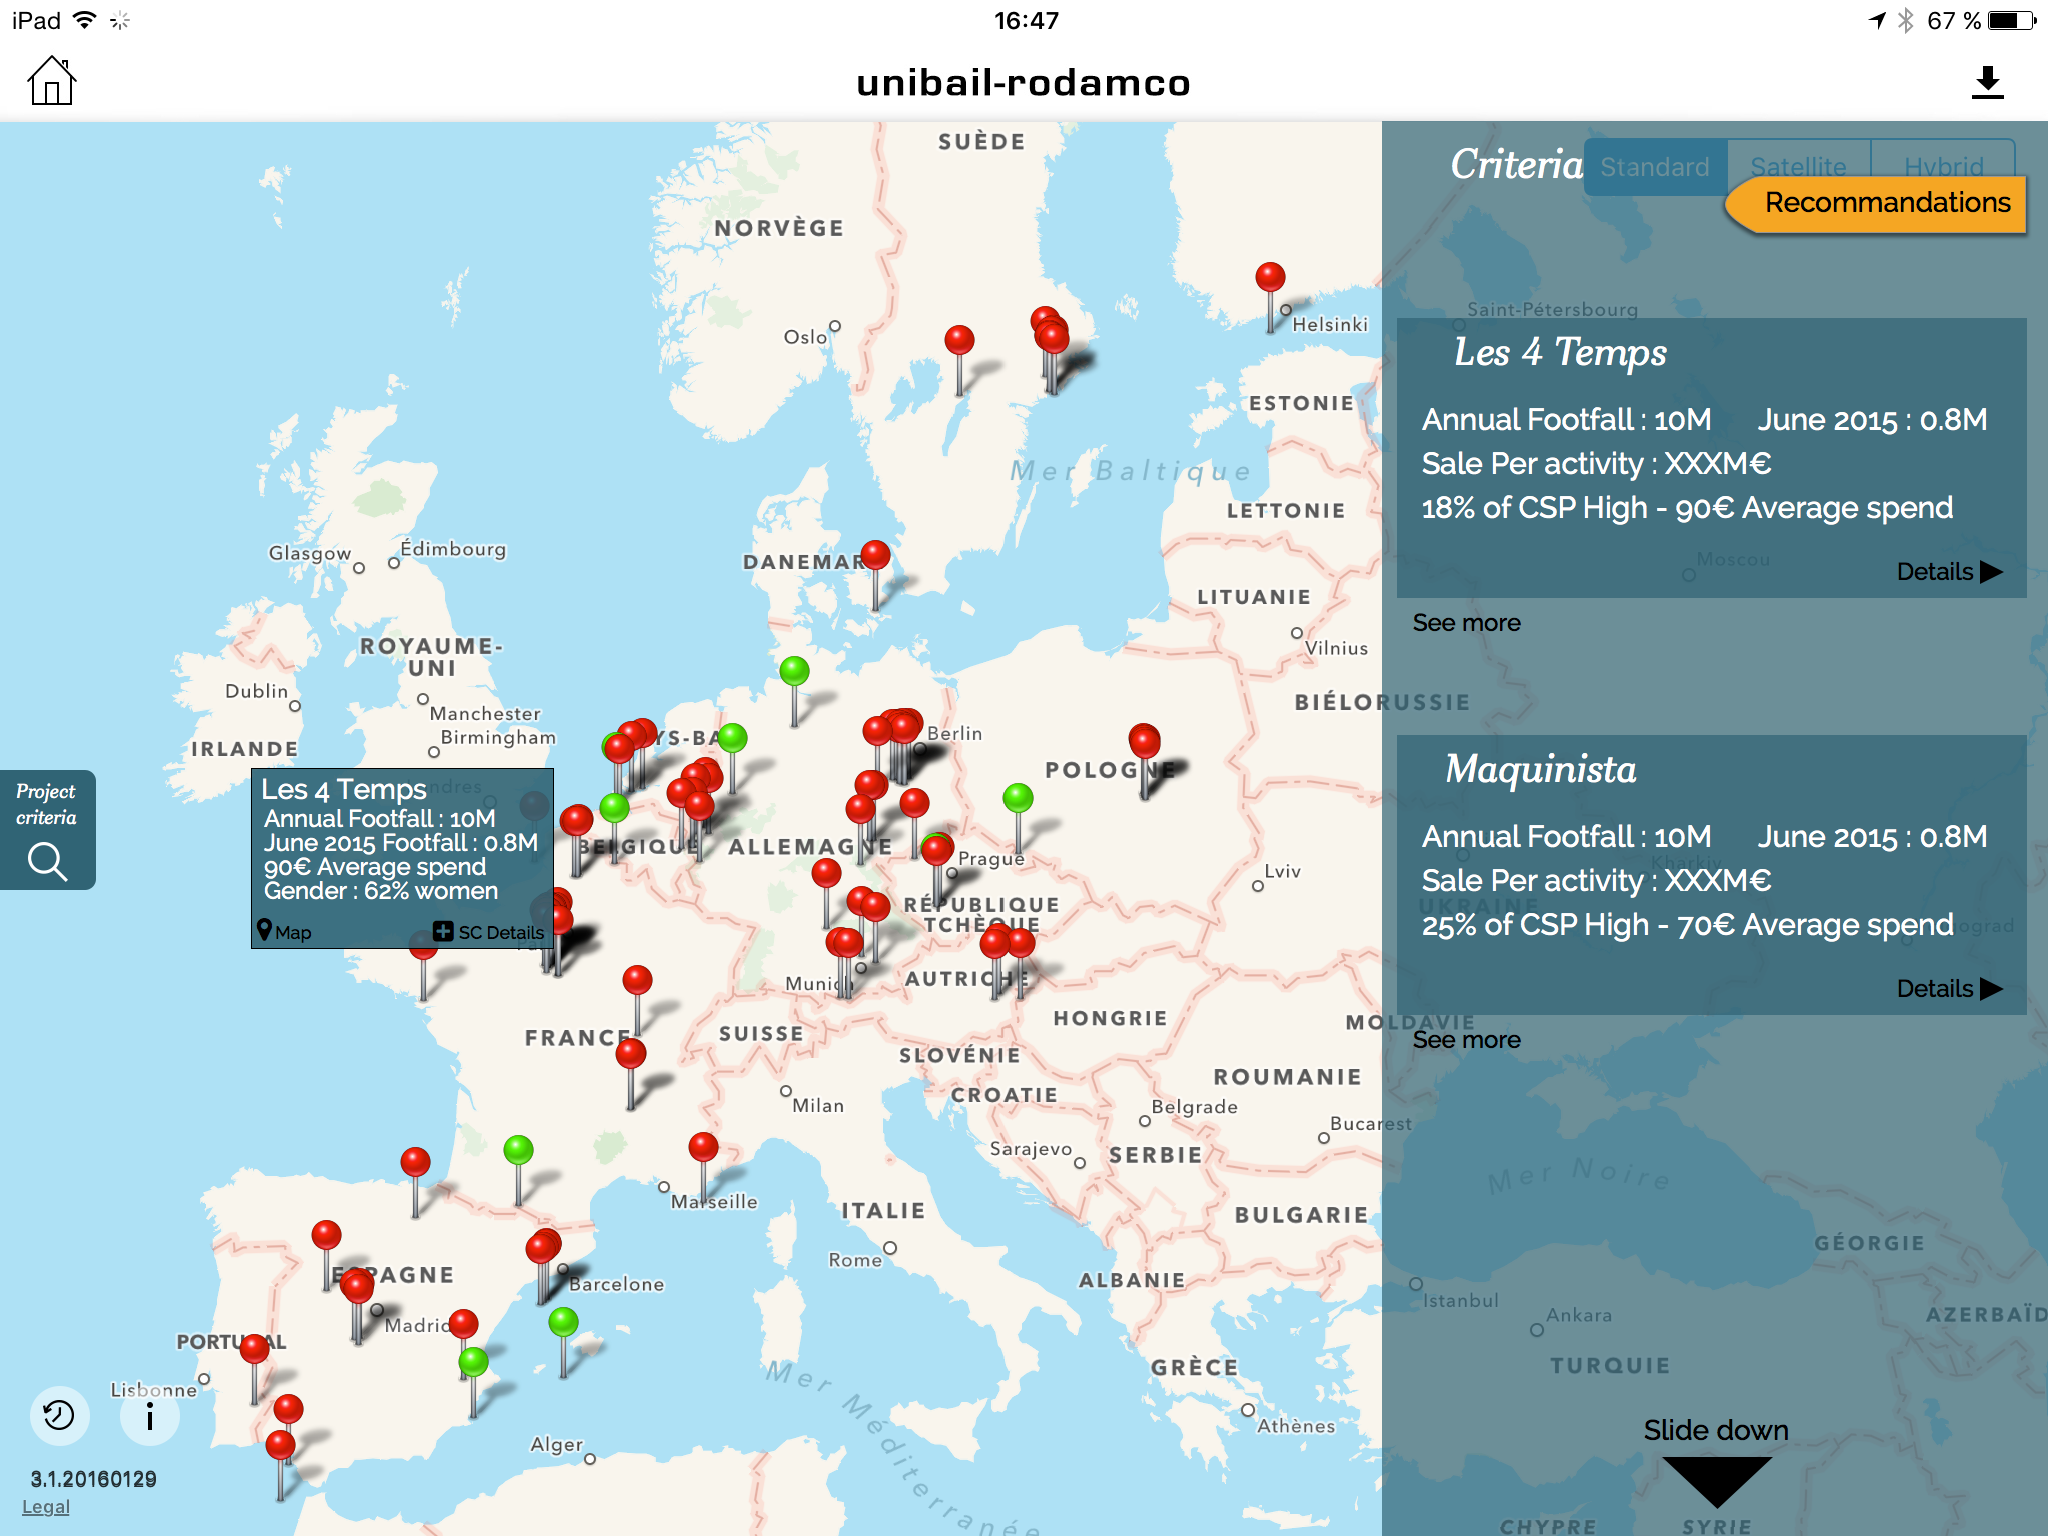 iPad
16:47
67 %
unibail-rodamco
Criteria
Standard
Satellite
Hybrid
Recommandations
SUÈDE
NORVÈGE
Oslo
Helsinki
Saint-Pétersbourg
ESTONIE
Mer Baltique
LETTONIE
LITUANIE
Vilnius
BIÉLORUSSIE
Moscou
Glasgow
Édimbourg
DANEMAR
ROYAUME-
UNI
Dublin
Manchester
Birmingham
IRLANDE
ndres
YS-BA
Berlin
POLOGNE
BELGIQUE
ALLEMAGNE
Prague
RÉPUBLIQUE
TCHÈQUE
Lviv
Kharkiv
UKRAINE
ograd
Munich
AUTRICHE
FRANCE
SUISSE
HONGRIE
MOLDAVIE
SLOVÉNIE
CROATIE
ROUMANIE
Milan
Belgrade
Bucarest
Sarajevo
SERBIE
Marseille
ITALIE
BULGARIE
Rome
Mer Noire
GÉORGIE
ESPAGNE
Barcelone
ALBANIE
Istanbul
Ankara
AZERBAÏD
Madrid
PORTUGAL
GRÈCE
TURQUIE
Lisbonne
Mer Méditerranée
Athènes
Alger
CHYPRE
SYRIE
Project
criteria
Les 4 Temps
Annual Footfall : 10M
June 2015 Footfall : 0.8M
90€ Average spend
Gender : 62% women
Map
SC Details
Les 4 Temps
Annual Footfall : 10M June 2015 : 0.8M
Sale Per activity : XXXM€
18% of CSP High - 90€ Average spend
Details
See more
Maquinista
Annual Footfall : 10M June 2015 : 0.8M
Sale Per activity : XXXM€
25% of CSP High - 70€ Average spend
Details
See more
Slide down
3.1.20160129
Legal